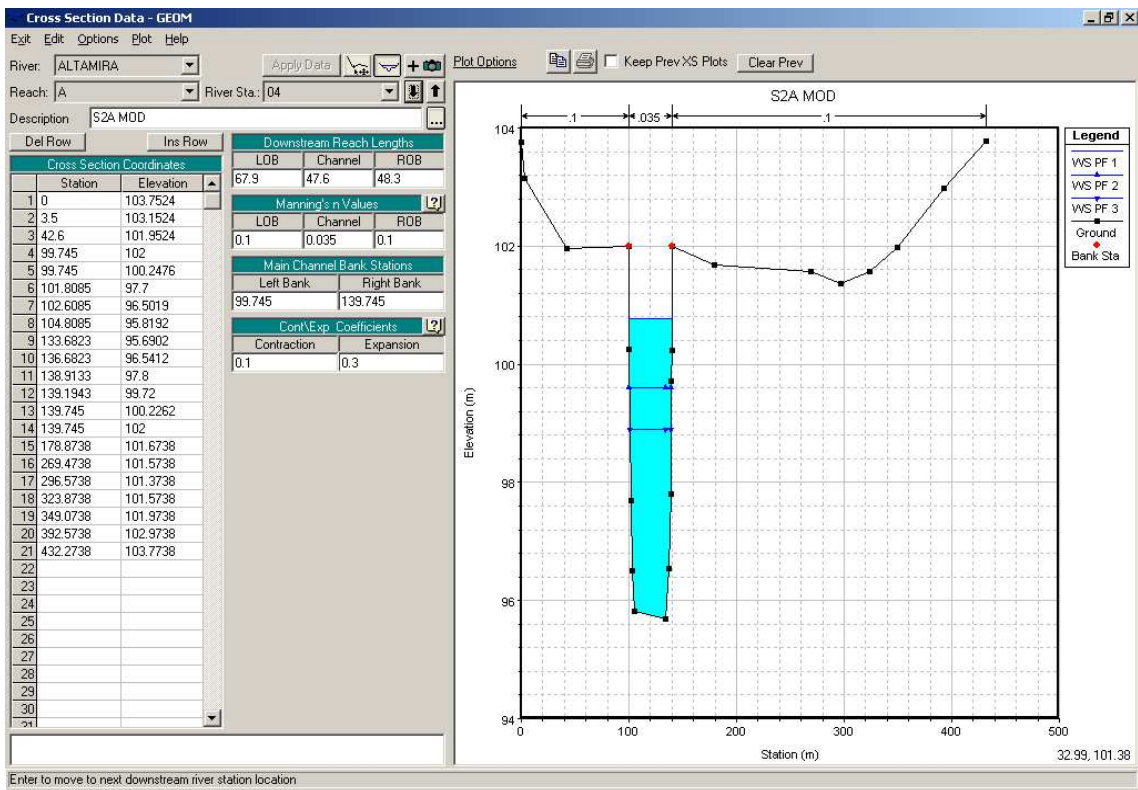 Cross Section Data - GEOM
Exit Edit Options Plot Help
River: ALTAMIRA Apply Data
Plot Options Keep Prev XS Plots Clear Prev
Reach: A River Sta.: 04
Description S2A MOD ...
Del Row Ins Row
Cross Section Coordinates
Station Elevation
1 0 103.7524
2 3.5 103.1524
3 42.6 101.9524
4 99.745 102
5 99.745 100.2476
6 101.8085 97.7
7 102.6085 96.5019
8 104.8085 95.8192
9 133.6823 95.6902
10 136.6823 96.5412
11 138.9133 97.8
12 139.1943 99.72
13 139.745 100.2262
14 139.745 102
15 178.8738 101.6738
16 269.4738 101.5738
17 296.5738 101.3738
18 323.8738 101.5738
19 349.0738 101.9738
20 392.5738 102.9738
21 432.2738 103.7738
22
23
24
25
26
27
28
29
30
31
Downstream Reach Lengths
LOB Channel ROB
67.9 47.6 48.3
Manning's n Values ?
LOB Channel ROB
0.1 0.035 0.1
Main Channel Bank Stations
Left Bank Right Bank
99.745 139.745
Cont\Exp Coefficients ?
Contraction Expansion
0.1 0.3
S2A MOD
.1 .035 .1
104
102
100
98
96
94
Elevation (m)
0 100 200 300 400 500
Station (m)
Legend
WS PF 1
WS PF 2
WS PF 3
Ground
Bank Sta
32.99, 101.38
Enter to move to next downstream river station location